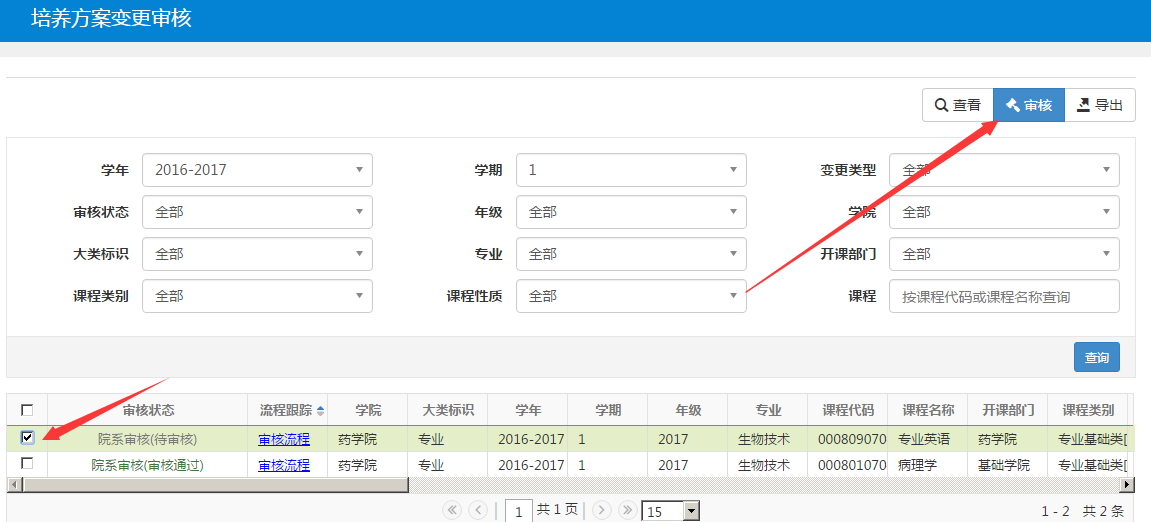 培养方案变更审核
查看 审核 导出
学年 2016-2017 学期 1 变更类型 全部
审核状态 全部 年级 全部 学院 全部
大类标识 全部 专业 全部 开课部门 全部
课程类别 全部 课程性质 全部 课程 按课程代码或课程名称查询
查询
审核状态 流程跟踪 学院 大类标识 学年 学期 年级 专业 课程代码 课程名称 开课部门 课程类别
院系审核(待审核) 审核流程 药学院 专业 2016-2017 1 2017 生物技术 000809070 专业英语 药学院 专业基础类[
院系审核(审核通过) 审核流程 药学院 专业 2016-2017 1 2017 生物技术 000801070 病理学 基础学院 专业基础类[
1 共 1 页 15 1 - 2 共 2 条